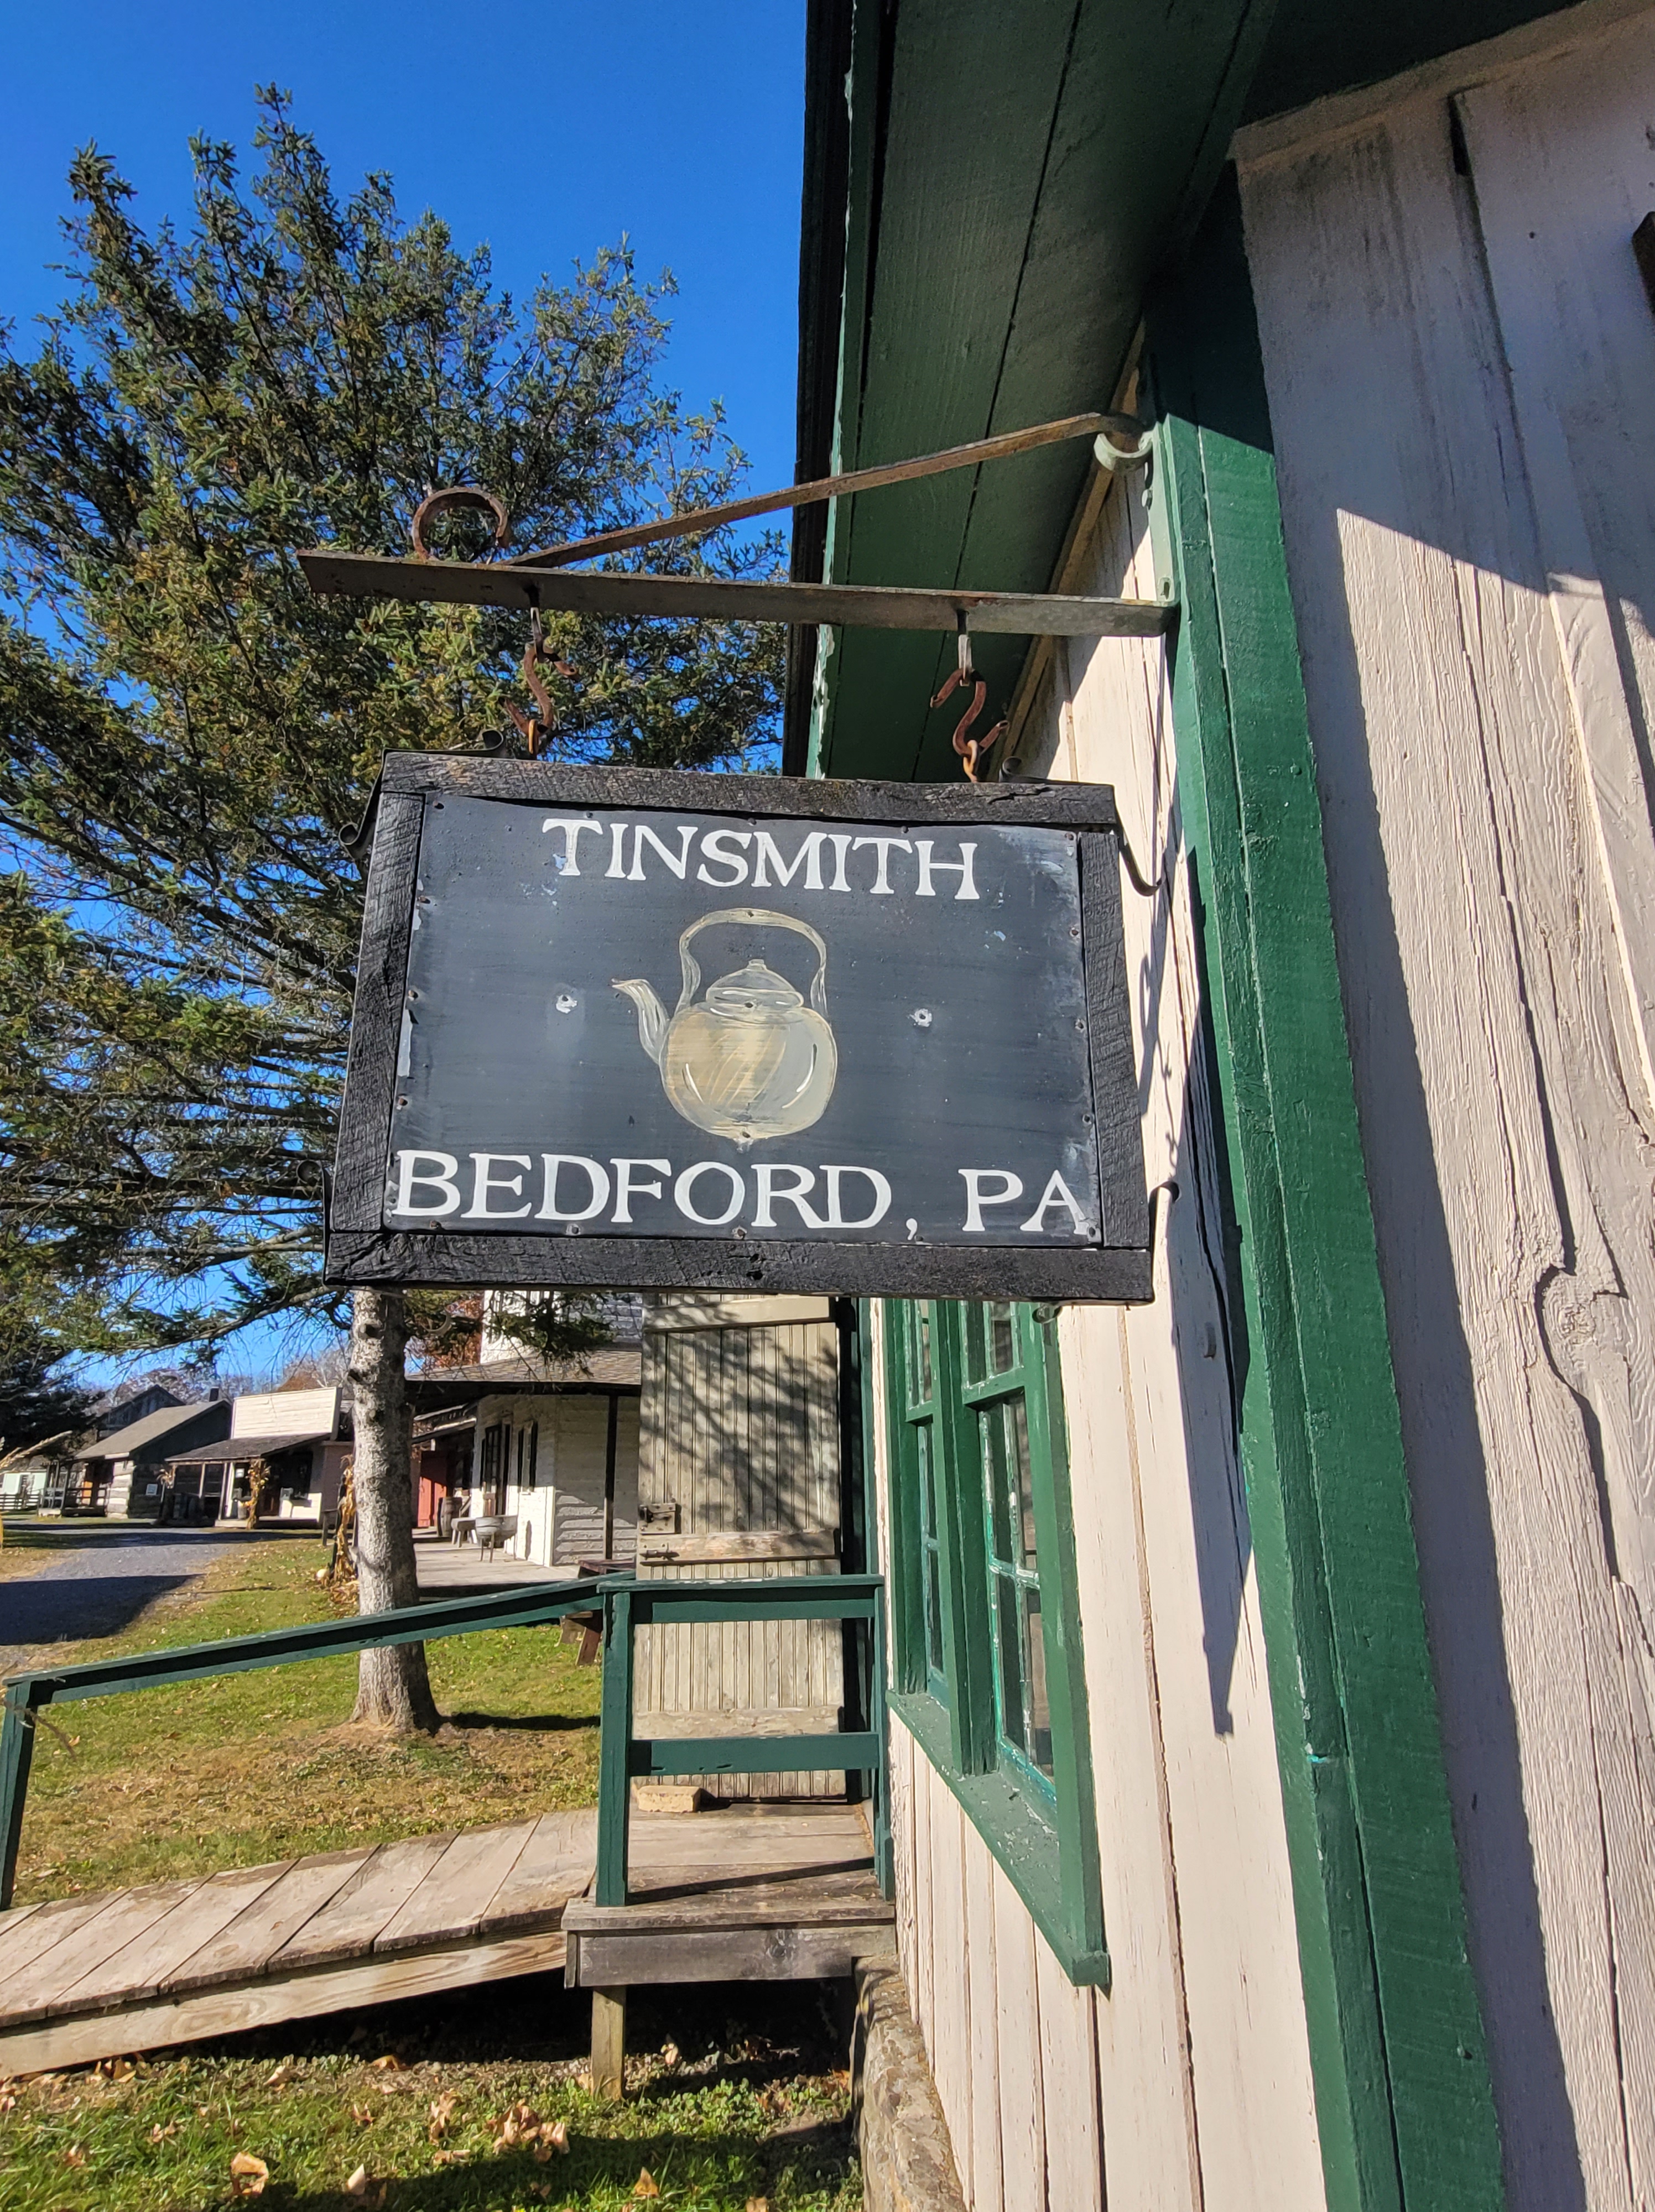 TINSMITH
BEDFORD, PA